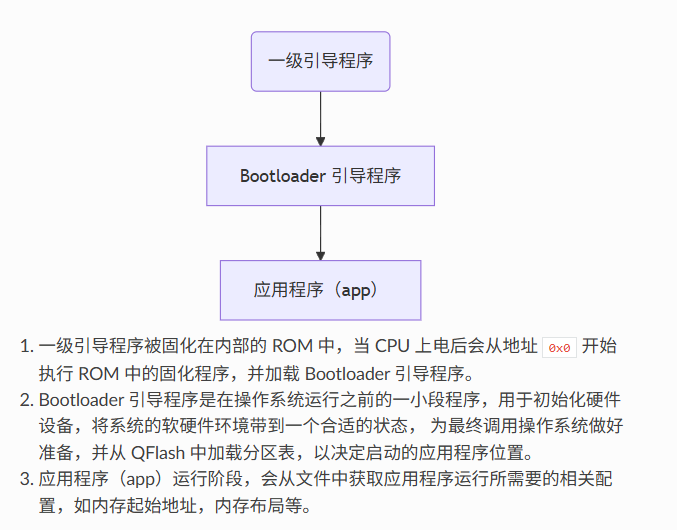 一级引导程序
Bootloader 引导程序
应用程序（app）
1. 一级引导程序被固化在内部的 ROM 中，当 CPU 上电后会从地址 0x0 开始
执行 ROM 中的固化程序，并加载 Bootloader 引导程序。
2. Bootloader 引导程序是在操作系统运行之前的一小段程序，用于初始化硬件
设备，将系统的软硬件环境带到一个合适的状态， 为最终调用操作系统做好
准备，并从 QFlash 中加载分区表，以决定启动的应用程序位置。
3. 应用程序（app）运行阶段，会从文件中获取应用程序运行所需要的相关配
置，如内存起始地址，内存布局等。